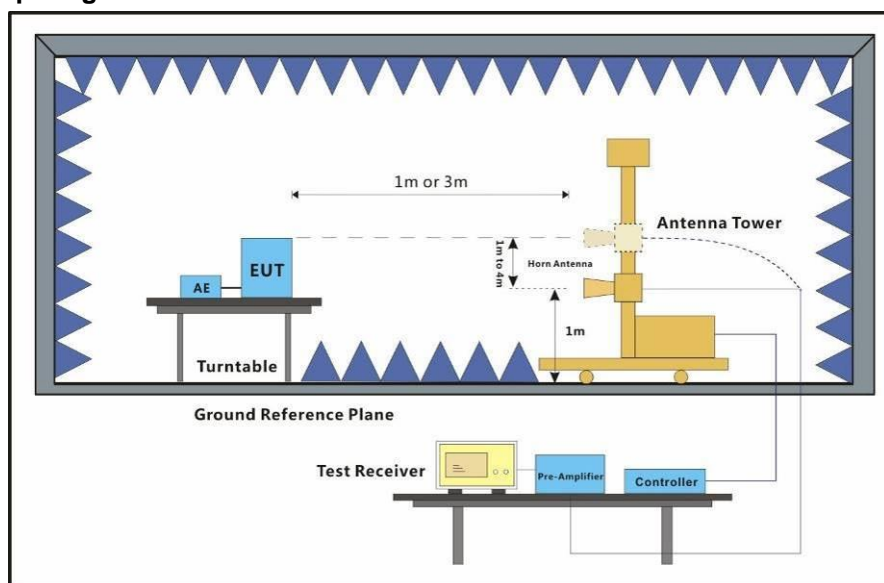 1m or 3m
Antenna Tower
1m to 4m
Horn Antenna
EUT
AE
1m
Turntable
Ground Reference Plane
Test Receiver
Pre-Amplifier
Controller